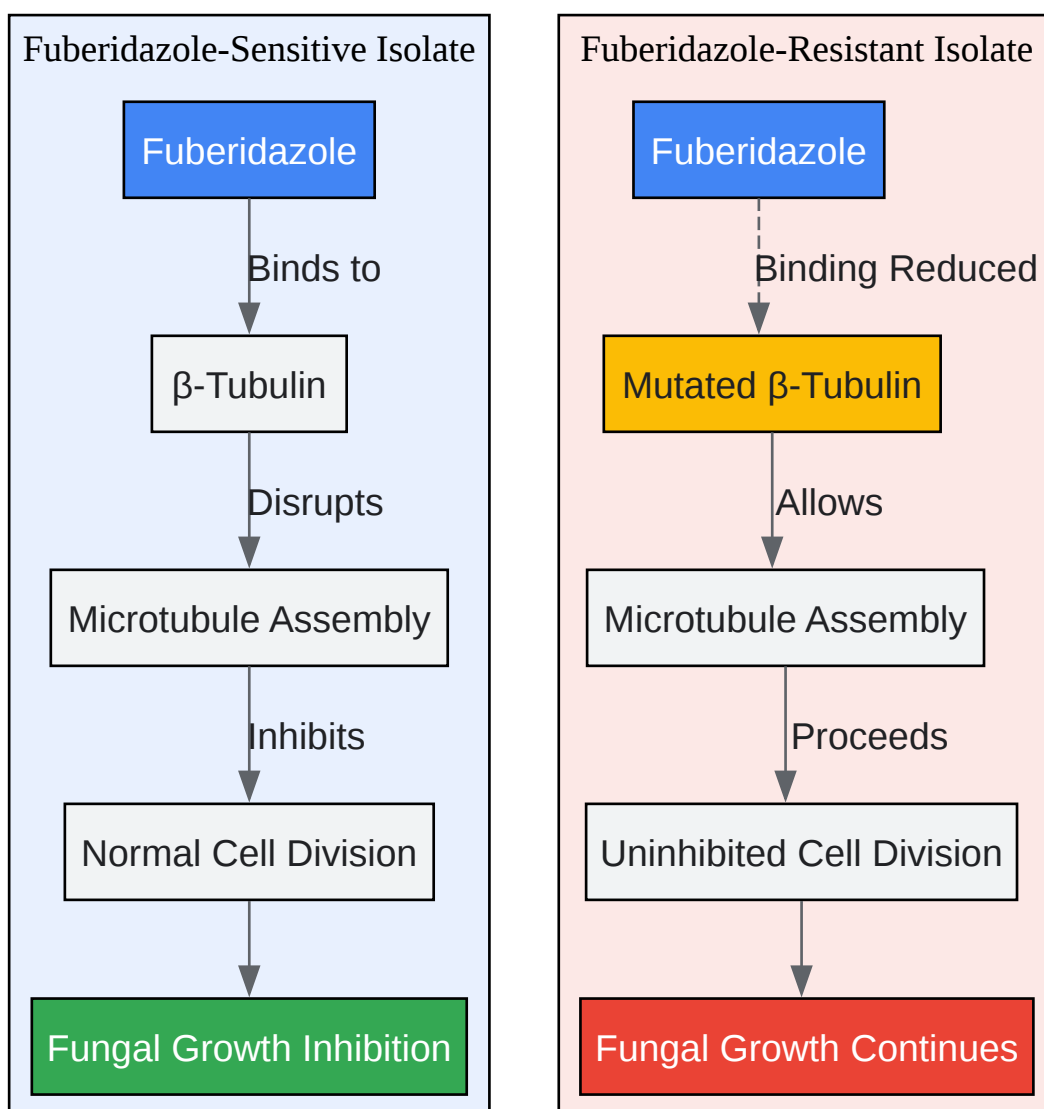 Fuberidazole-Sensitive Isolate
Fuberidazole
Binds to
β-Tubulin
Disrupts
Microtubule Assembly
Inhibits
Normal Cell Division
Fungal Growth Inhibition
Fuberidazole-Resistant Isolate
Fuberidazole
Binding Reduced
Mutated β-Tubulin
Allows
Microtubule Assembly
Proceeds
Uninhibited Cell Division
Fungal Growth Continues